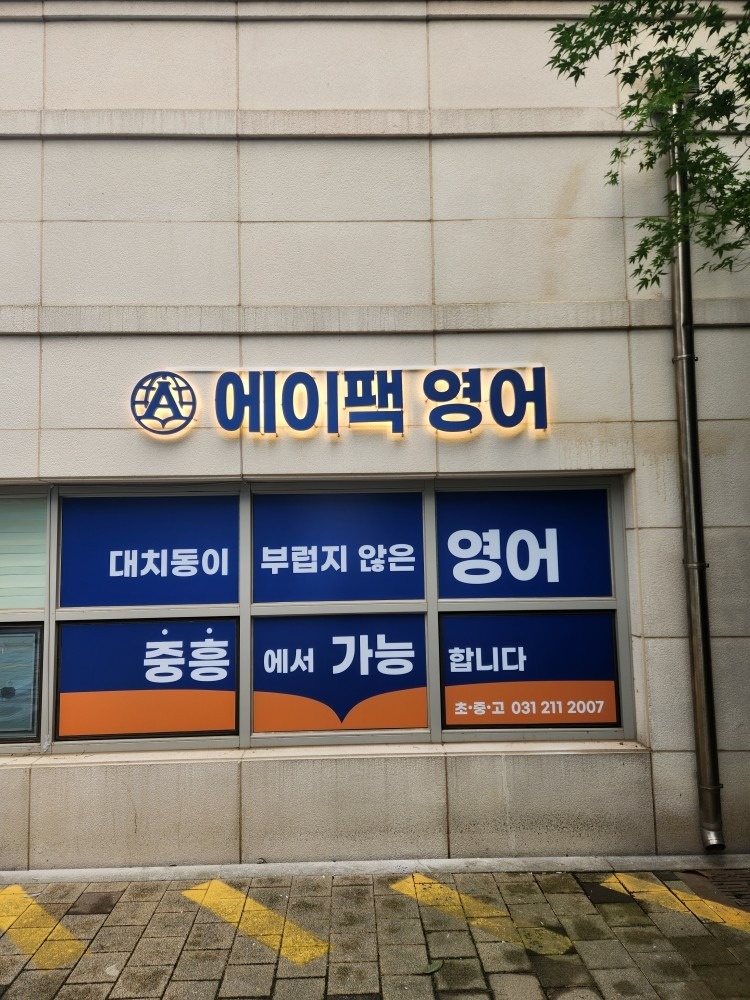 A 에이팩 영어
대치동이 부럽지 않은 영어
중흥에서 가능합니다
초·중·고 031 211 2007